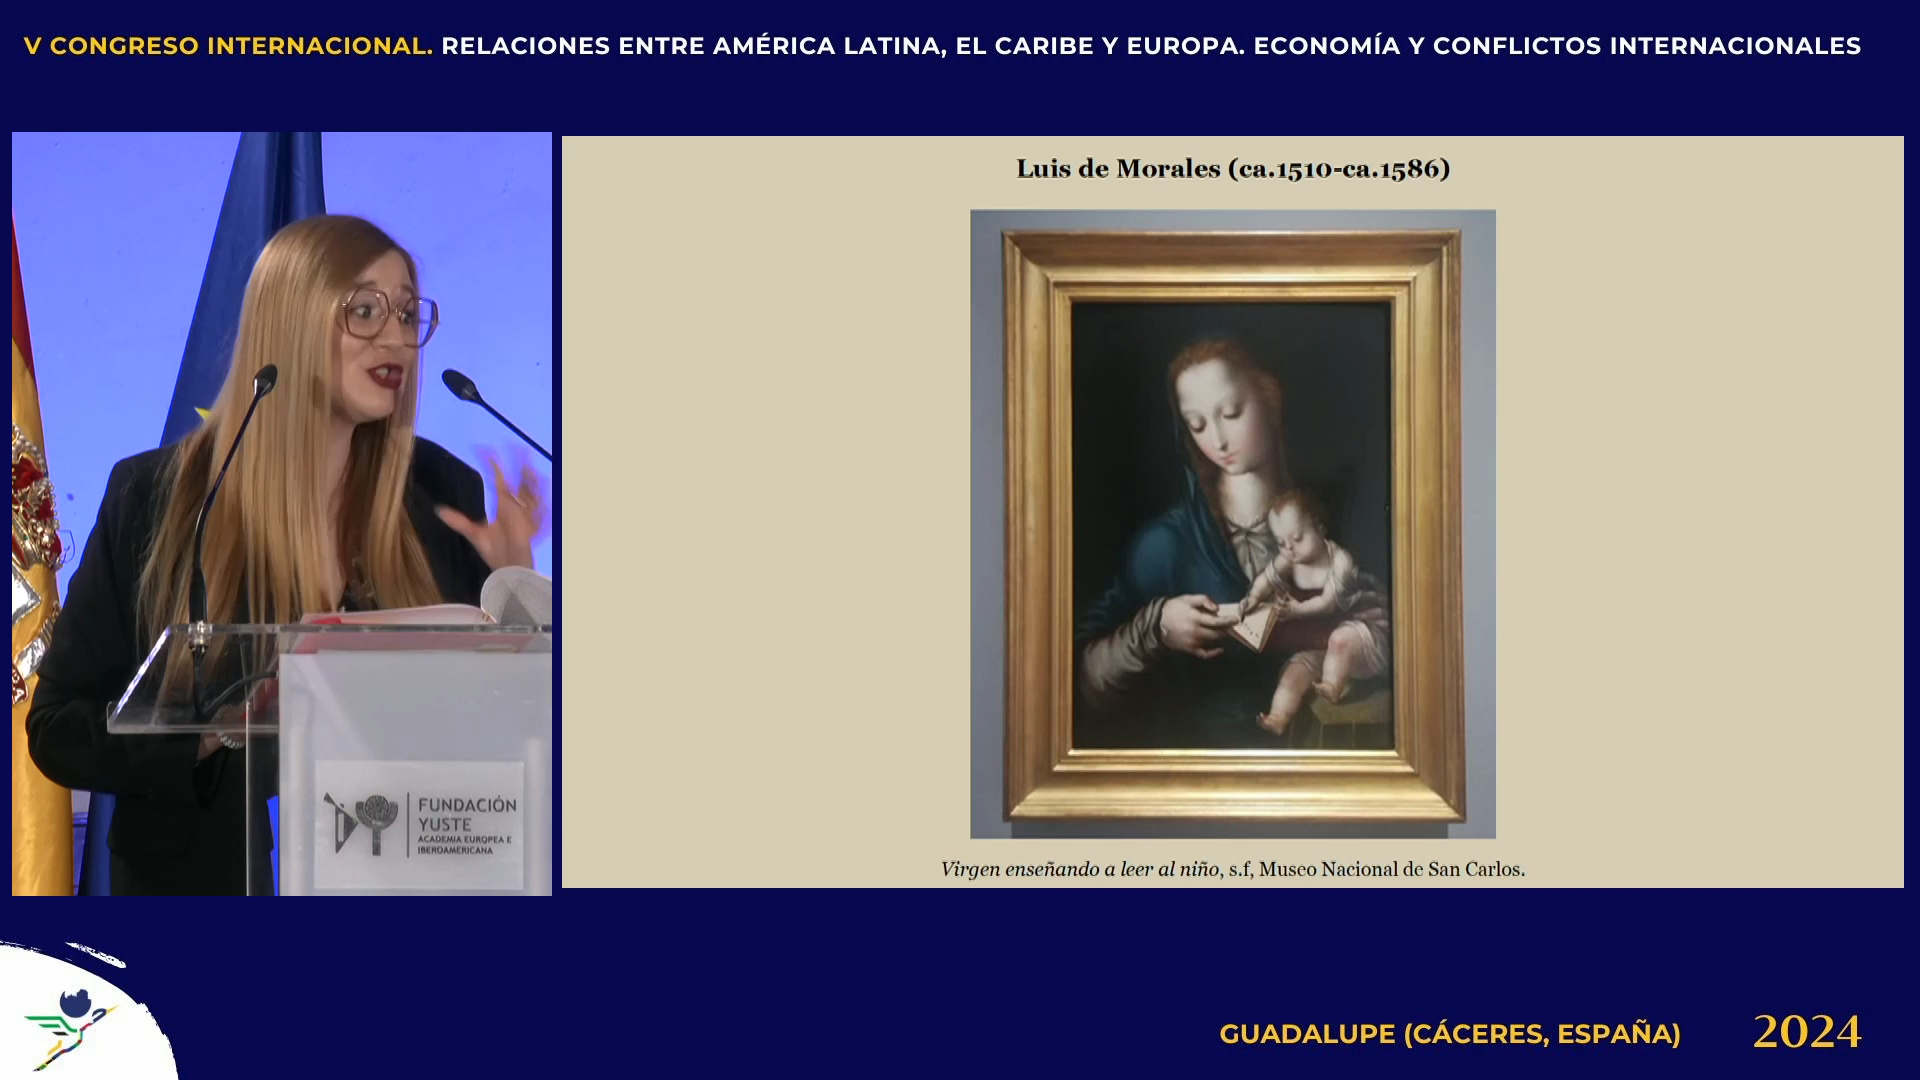 V CONGRESO INTERNACIONAL. RELACIONES ENTRE AMÉRICA LATINA, EL CARIBE Y EUROPA. ECONOMÍA Y CONFLICTOS INTERNACIONALES
Luis de Morales (ca.1510-ca.1586)
Virgen enseñando a leer al niño, s.f, Museo Nacional de San Carlos.
FUNDACIÓN
YUSTE
ACADEMIA EUROPEA E
IBEROAMERICANA
GUADALUPE (CÁCERES, ESPAÑA)
2024